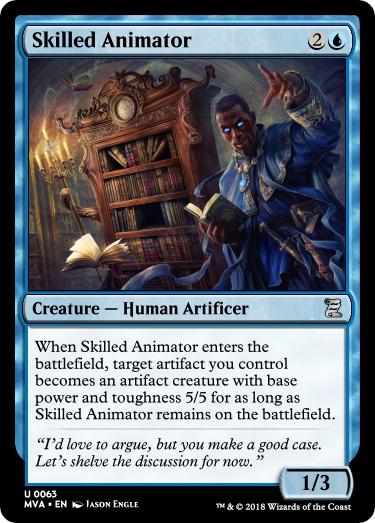 Skilled Animator 2
Creature — Human Artificer
When Skilled Animator enters the
battlefield, target artifact you control
becomes an artifact creature with base
power and toughness 5/5 for as long as
Skilled Animator remains on the battlefield.
“I’d love to argue, but you make a good case.
Let’s shelve the discussion for now.”
1/3
U 0063
MVA • EN Jason Engle
™ & © 2018 Wizards of the Coast